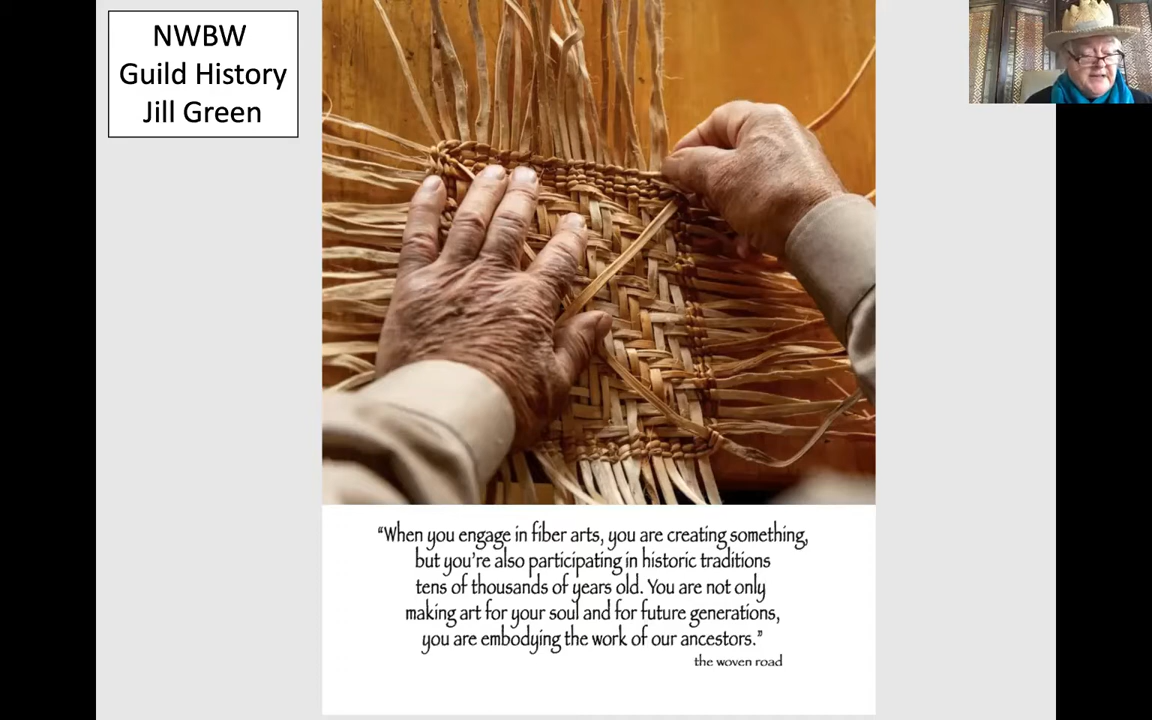 NWBW
Guild History
Jill Green
“When you engage in fiber arts, you are creating something,
but you're also participating in historic traditions
tens of thousands of years old. You are not only
making art for your soul and for future generations,
you are embodying the work of our ancestors.”
the woven road